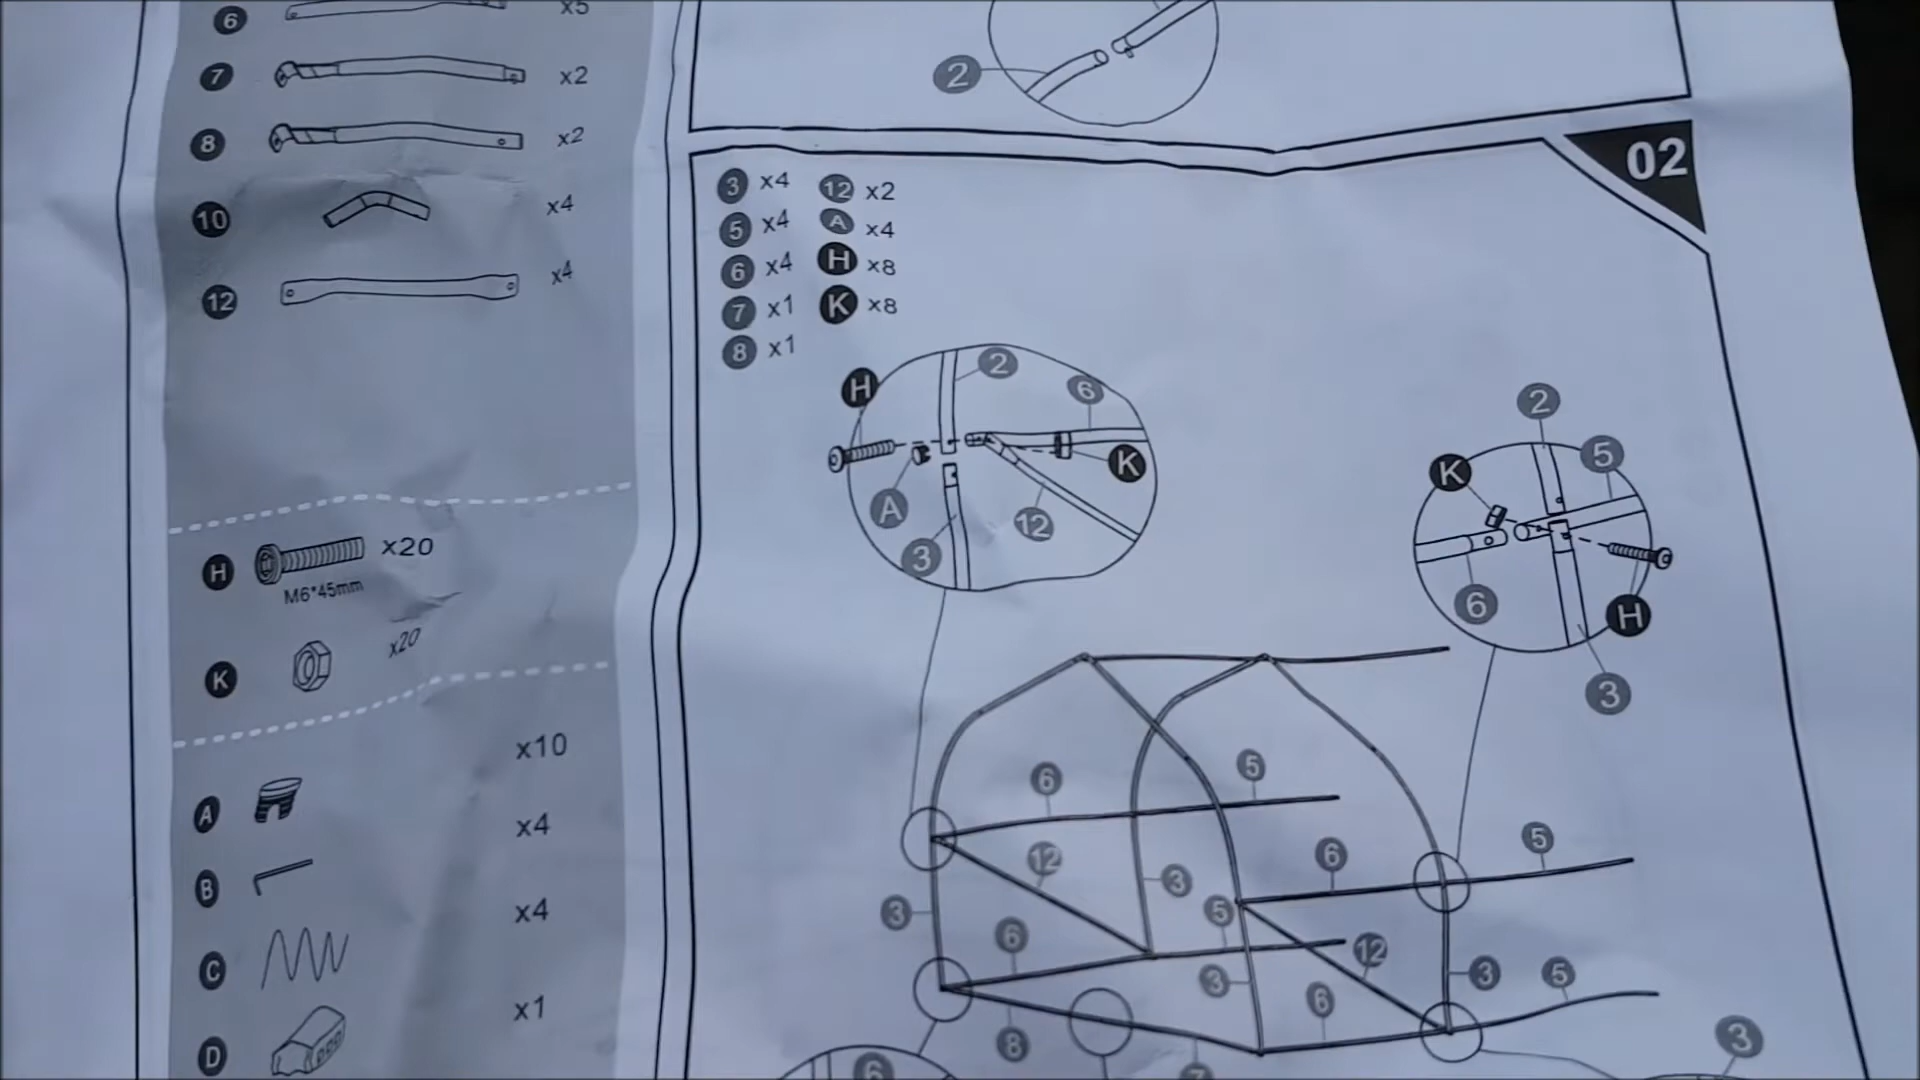 6 x5
7 x2
8 x2
10 x4
12 x4
H x20
M6*45mm
K x20
A x10
B x4
C x4
D x1
2
02
3 x4 12 x2
5 x4 A x4
6 x4 H x8
7 x1 K x8
8 x1
H 2 6
A K
3 12
2
K 5
6 H
3
6 5
12 6 5
3 3 5
6 12
3 3 5
6
8 7
6 3